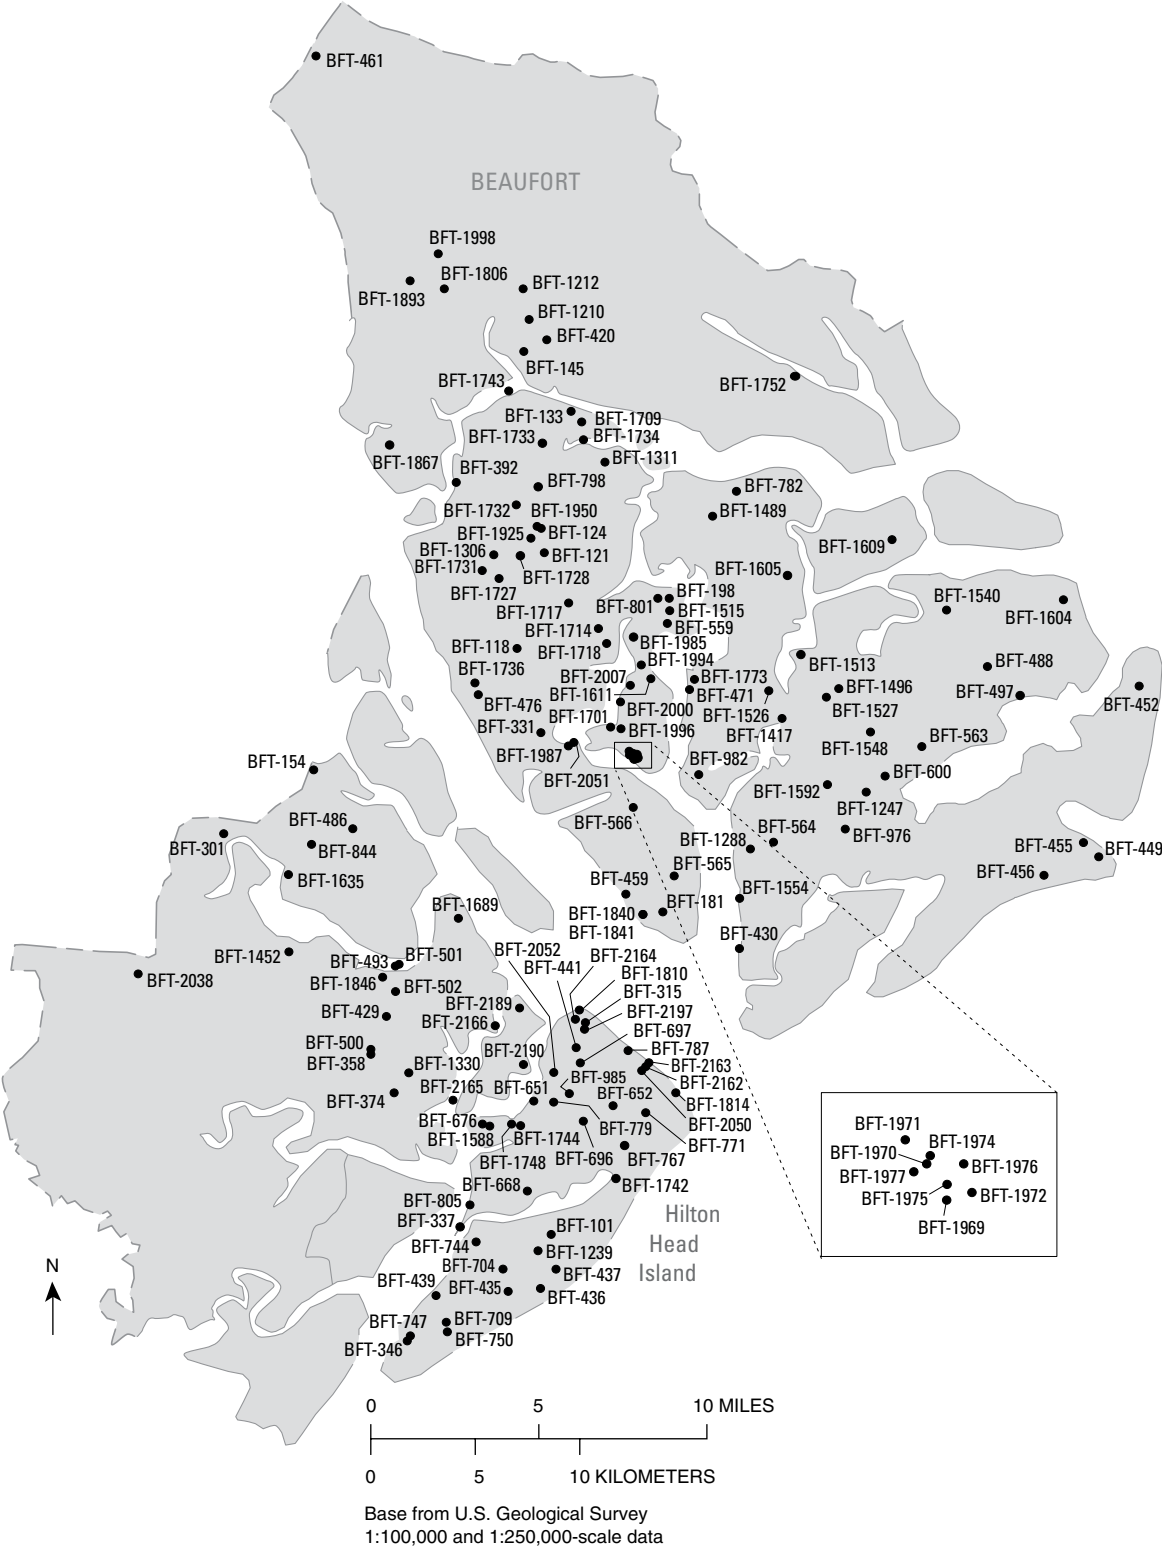 BFT-461
BEAUFORT
BFT-1998
BFT-1806
BFT-1893
BFT-1212
BFT-1210
BFT-420
BFT-145
BFT-1743
BFT-1752
BFT-133
BFT-1709
BFT-1733
BFT-1734
BFT-1311
BFT-1867
BFT-392
BFT-798
BFT-782
BFT-1732
BFT-1950
BFT-1489
BFT-1925
BFT-124
BFT-1609
BFT-1306
BFT-121
BFT-1731
BFT-1728
BFT-1605
BFT-1727
BFT-198
BFT-1540
BFT-801
BFT-1717
BFT-1515
BFT-1604
BFT-1714
BFT-559
BFT-118
BFT-1718
BFT-1985
BFT-1994
BFT-1513
BFT-488
BFT-1736
BFT-2007
BFT-1773
BFT-1496
BFT-1611
BFT-471
BFT-497
BFT-452
BFT-476
BFT-2000
BFT-1526
BFT-1527
BFT-1701
BFT-331
BFT-1996
BFT-1417
BFT-1548
BFT-563
BFT-1987
BFT-982
BFT-154
BFT-2051
BFT-600
BFT-1592
BFT-1247
BFT-486
BFT-566
BFT-564
BFT-976
BFT-301
BFT-844
BFT-1288
BFT-455
BFT-449
BFT-565
BFT-1635
BFT-459
BFT-456
BFT-1554
BFT-1689
BFT-181
BFT-1840
BFT-1841
BFT-430
BFT-2052
BFT-1452
BFT-493
BFT-501
BFT-441
BFT-2164
BFT-2038
BFT-1846
BFT-502
BFT-1810
BFT-315
BFT-429
BFT-2189
BFT-2197
BFT-2166
BFT-697
BFT-500
BFT-2190
BFT-787
BFT-358
BFT-1330
BFT-2163
BFT-2165
BFT-651
BFT-985
BFT-2162
BFT-374
BFT-652
BFT-1814
BFT-676
BFT-779
BFT-2050
BFT-1588
BFT-1744
BFT-771
BFT-1748
BFT-696
BFT-767
BFT-668
BFT-1742
BFT-805
BFT-337
Hilton
Head
Island
BFT-101
BFT-744
BFT-1239
BFT-704
BFT-437
BFT-439
BFT-435
BFT-436
BFT-747
BFT-709
BFT-346
BFT-750
BFT-1971
BFT-1974
BFT-1970
BFT-1976
BFT-1977
BFT-1975
BFT-1972
BFT-1969
N
0 5 10 MILES
0 5 10 KILOMETERS
Base from U.S. Geological Survey
1:100,000 and 1:250,000-scale data